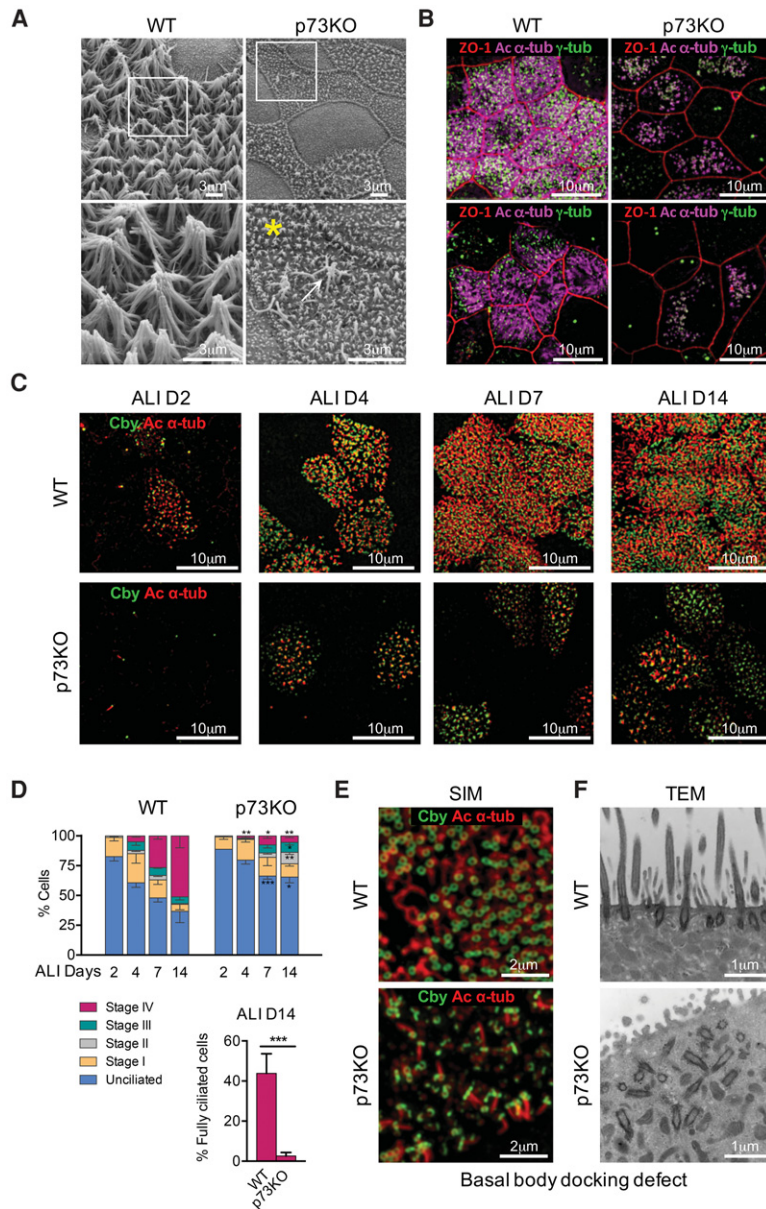 A
WT
p73KO
3µm
3µm
3µm
3µm
B
WT
p73KO
ZO-1 Ac α-tub γ-tub
ZO-1 Ac α-tub γ-tub
10µm
10µm
ZO-1 Ac α-tub γ-tub
ZO-1 Ac α-tub γ-tub
10µm
10µm
C
ALI D2
ALI D4
ALI D7
ALI D14
WT
Cby Ac α-tub
10µm
10µm
10µm
10µm
p73KO
Cby Ac α-tub
10µm
10µm
10µm
10µm
D
WT
p73KO
% Cells
100
75
50
25
0
** * **
*
**
*** *
ALI Days 2 4 7 14 2 4 7 14
Stage IV
Stage III
Stage II
Stage I
Unciliated
ALI D14
% Fully ciliated cells
60
40
20
0
***
WT
p73KO
E
SIM
WT
Cby Ac α-tub
2µm
p73KO
Cby Ac α-tub
2µm
F
TEM
WT
1µm
p73KO
1µm
Basal body docking defect